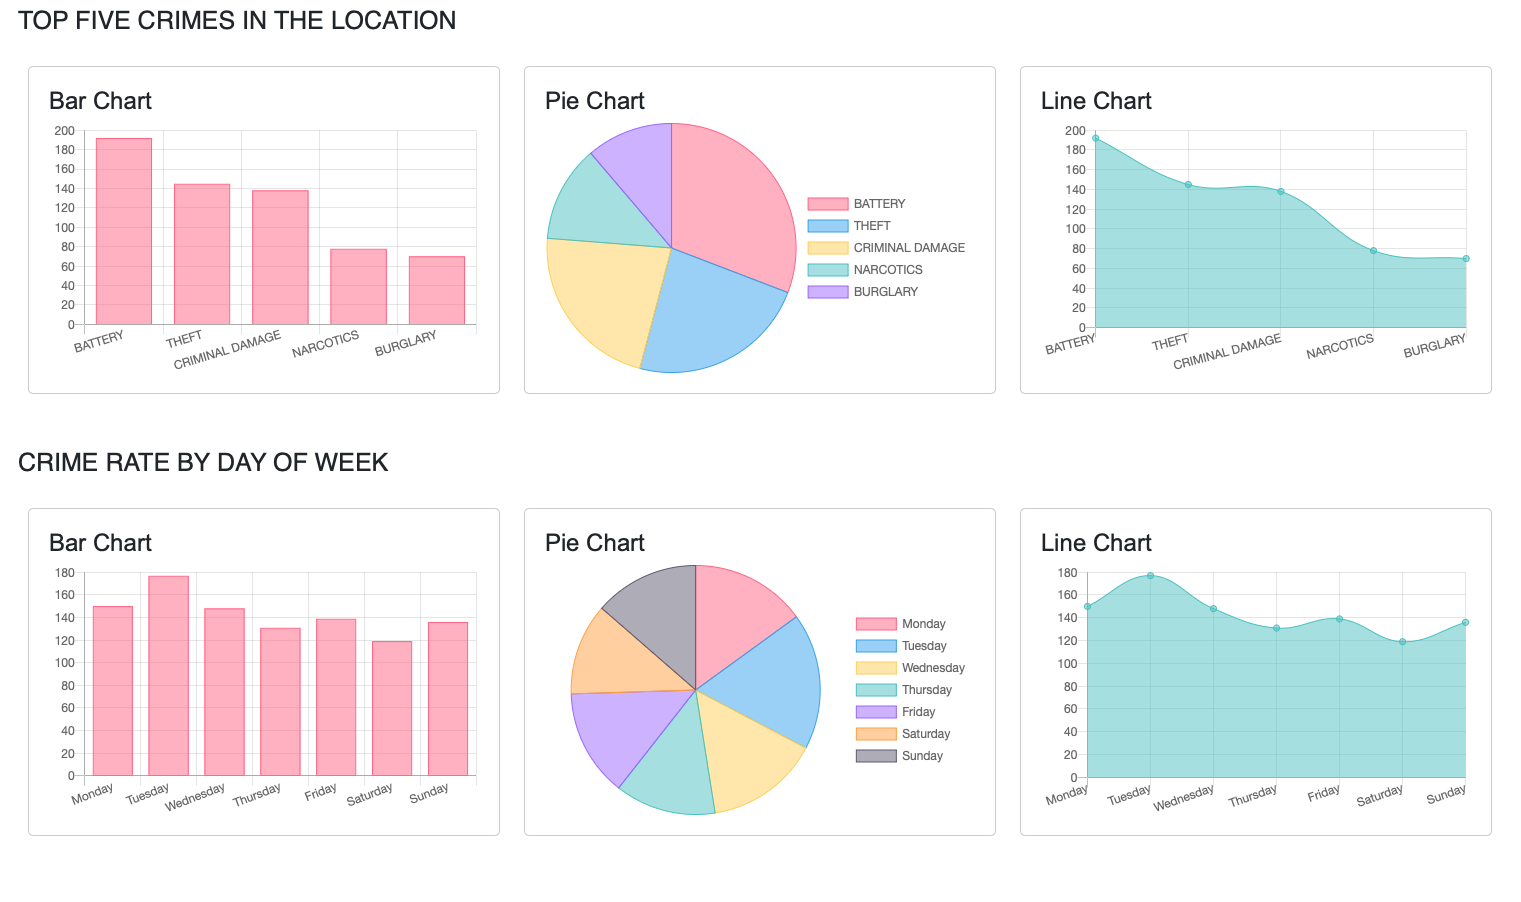 TOP FIVE CRIMES IN THE LOCATION
Bar Chart
200
180
160
140
120
100
80
60
40
20
0
BATTERY
THEFT
CRIMINAL DAMAGE
NARCOTICS
BURGLARY
Pie Chart
BATTERY
THEFT
CRIMINAL DAMAGE
NARCOTICS
BURGLARY
Line Chart
200
180
160
140
120
100
80
60
40
20
0
BATTERY
THEFT
CRIMINAL DAMAGE
NARCOTICS
BURGLARY
CRIME RATE BY DAY OF WEEK
Bar Chart
180
160
140
120
100
80
60
40
20
0
Monday
Tuesday
Wednesday
Thursday
Friday
Saturday
Sunday
Pie Chart
Monday
Tuesday
Wednesday
Thursday
Friday
Saturday
Sunday
Line Chart
180
160
140
120
100
80
60
40
20
0
Monday
Tuesday
Wednesday
Thursday
Friday
Saturday
Sunday